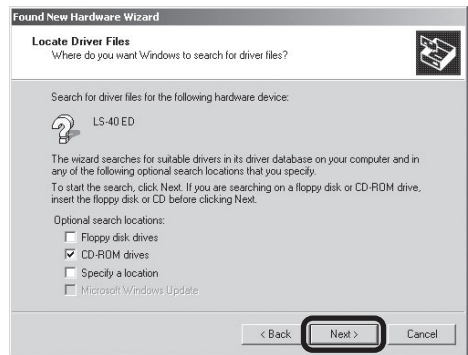 Found New Hardware Wizard
Locate Driver Files
Where do you want Windows to search for driver files?
Search for driver files for the following hardware device:
LS-40 ED
The wizard searches for suitable drivers in its driver database on your computer and in
any of the following optional search locations that you specify.
To start the search, click Next. If you are searching on a floppy disk or CD-ROM drive,
insert the floppy disk or CD before clicking Next.
Optional search locations:
Floppy disk drives
CD-ROM drives
Specify a location
Microsoft Windows Update
< Back Next > Cancel